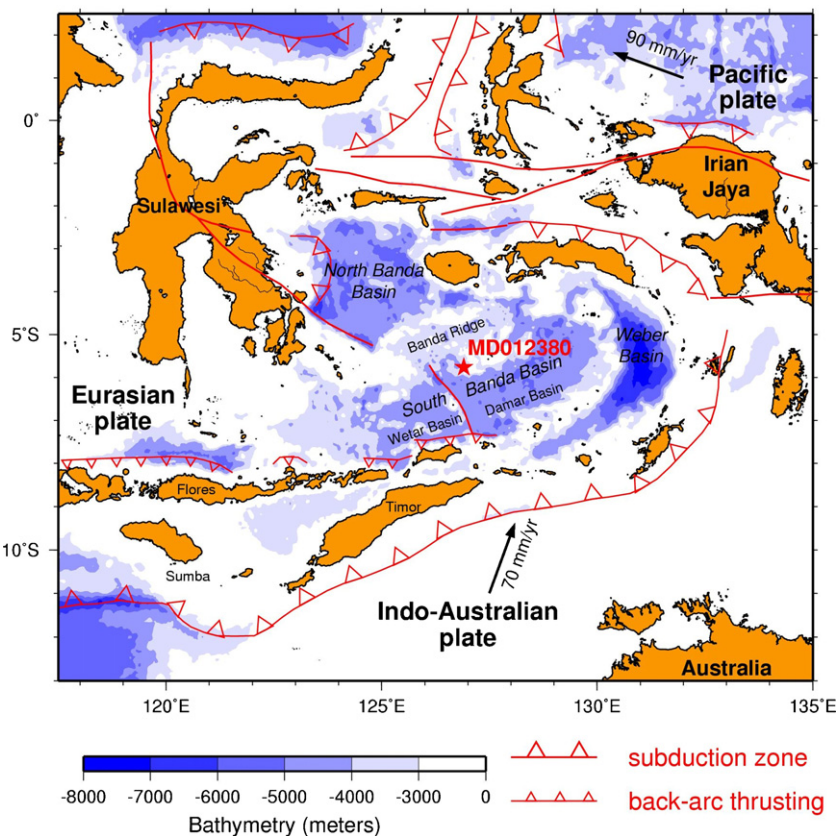 90 mm/yr
Pacific
plate
0°
Irian
Jaya
Sulawesi
North Banda
Basin
5°S
Banda Ridge
MD012380
Weber
Basin
Banda Basin
South
Damar Basin
Wetar Basin
Eurasian
plate
Flores
Timor
10°S
Sumba
70 mm/yr
Indo-Australian
plate
Australia
120°E
125°E
130°E
135°E
-8000 -7000 -6000 -5000 -4000 -3000 0
Bathymetry (meters)
subduction zone
back-arc thrusting